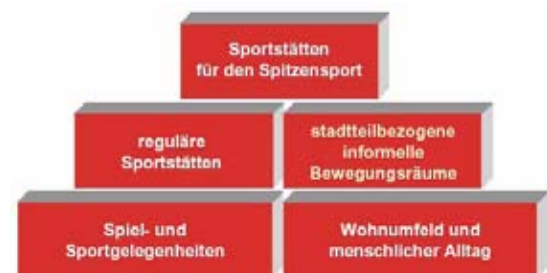 Sportstätten
für den Spitzensport
reguläre
Sportstätten
stadtteilbezogene
informelle
Bewegungsräume
Spiel- und
Sportgelegenheiten
Wohnumfeld und
menschlicher Alltag